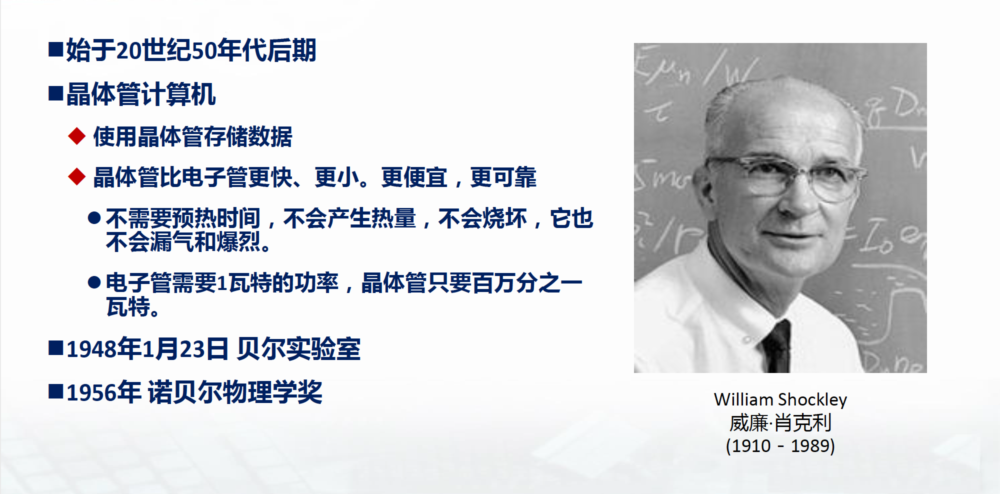 始于20世纪50年代后期
晶体管计算机
使用晶体管存储数据
晶体管比电子管更快、更小。更便宜，更可靠
不需要预热时间，不会产生热量，不会烧坏，它也
不会漏气和爆烈。
电子管需要1瓦特的功率，晶体管只要百万分之一
瓦特。
1948年1月23日 贝尔实验室
1956年 诺贝尔物理学奖
Eμn/W
τ
5mo
= I₀ e
William Shockley
威廉·肖克利
(1910 - 1989)